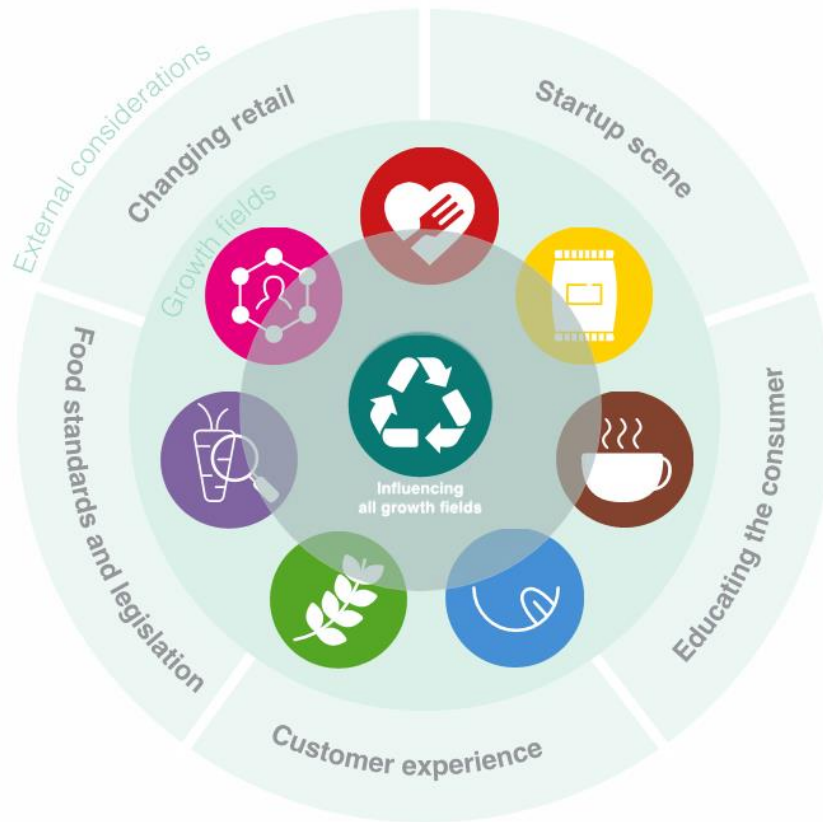 External considerations
Changing retail
Startup scene
Growth fields
Food standards and legislation
Educating the consumer
Influencing
all growth fields
Customer experience